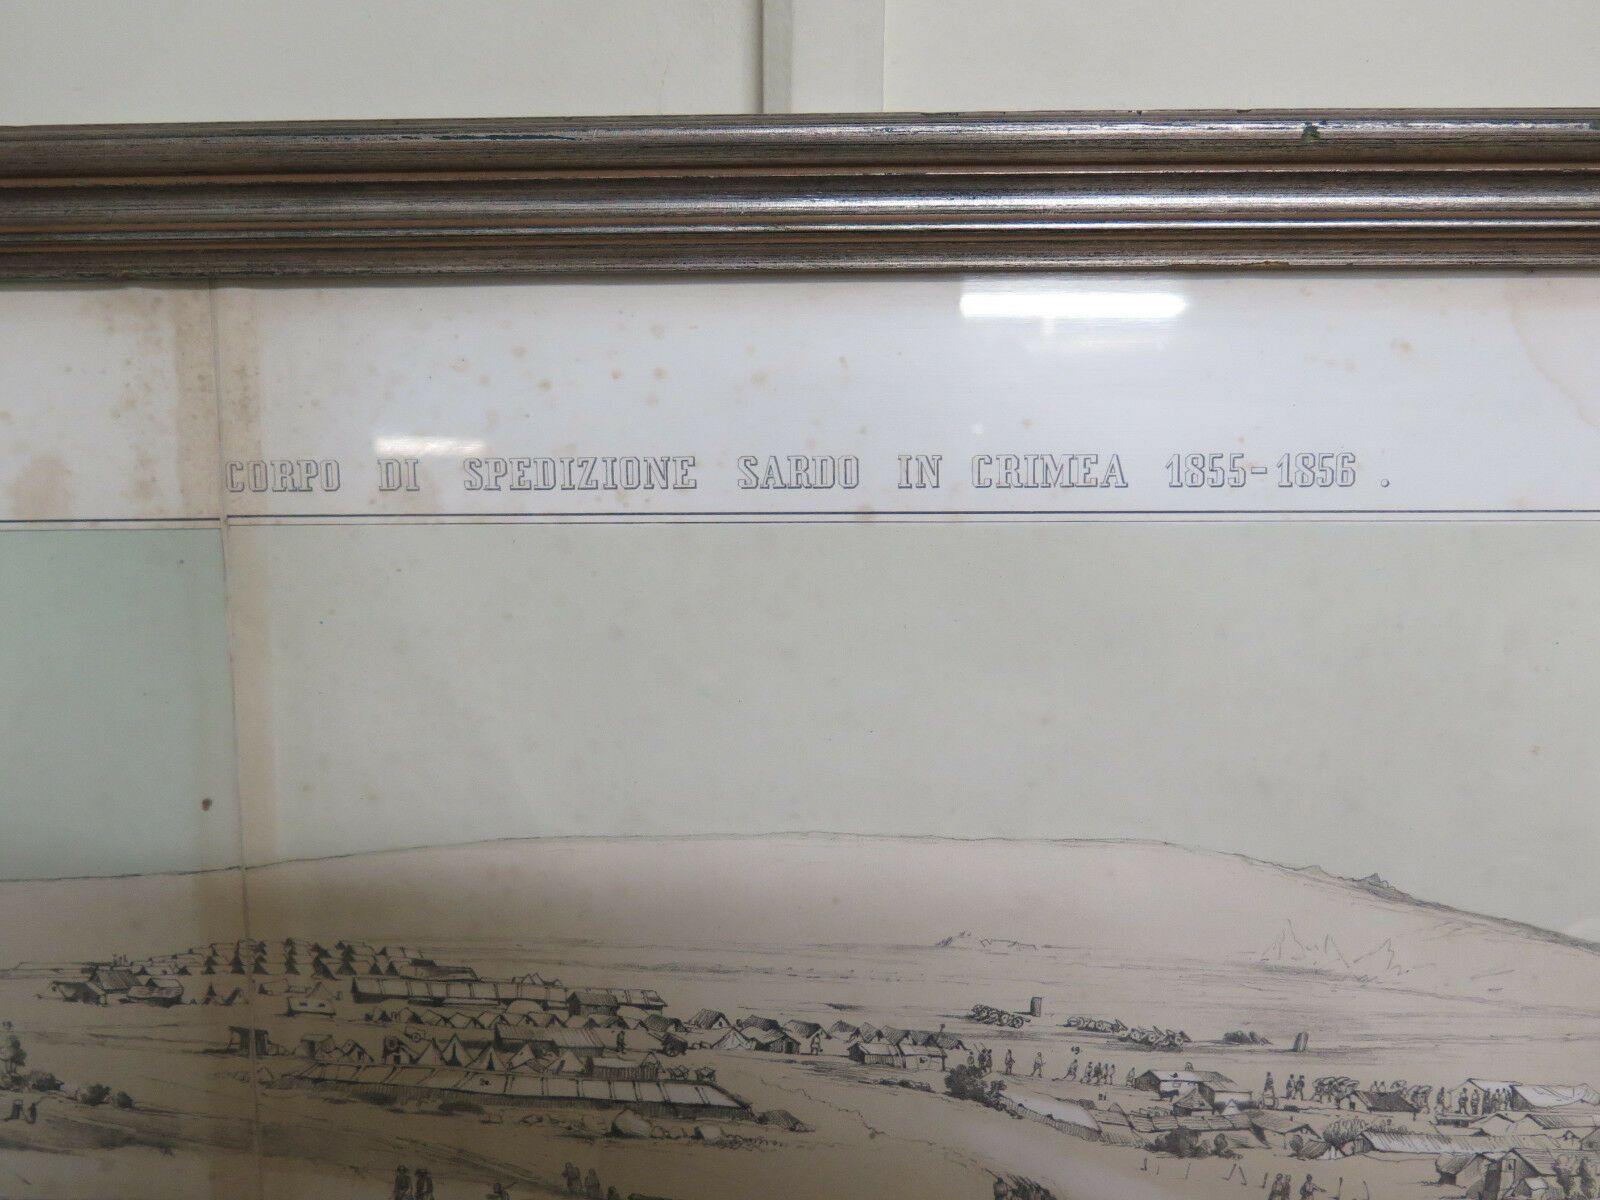 CORPO DI SPEDIZIONE SARDO IN CRIMEA 1855-1856.